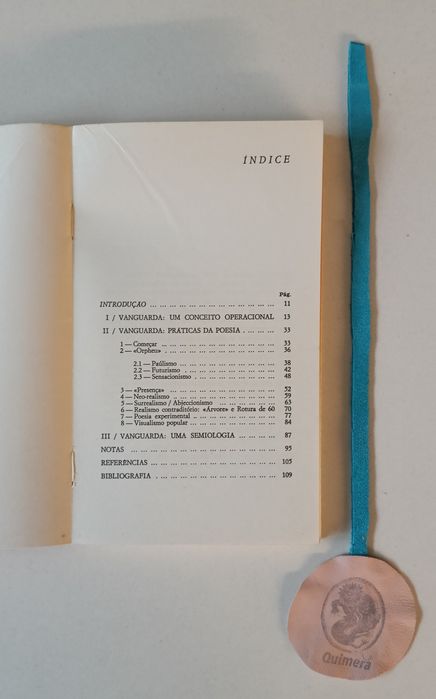 ÍNDICE
Pág.
INTRODUÇÃO ... ... ... ... ... ... ... ... ... ... ... 11
I / VANGUARDA: UM CONCEITO OPERACIONAL 13
II / VANGUARDA: PRÁTICAS DA POESIA . ... ... ... 33
1 — Começar ... ... ... ... ... ... ... ... ... ... 33
2 — «Orpheu» . ... ... ... ... ... ... ... ... ... 36
2.1 — Paúlismo ... ... ... ... ... ... ... ... 38
2.2 — Futurismo ... ... ... ... ... ... ... ... 42
2.3 — Sensacionismo . ... ... ... ... ... ... 48
3 — «Presença» ... ... ... ... ... ... ... ... ... 52
4 — Neo-realismo .. ... ... ... ... ... ... ... ... 59
5 — Surrealismo / Abjeccionismo ... ... ... ... 63
6 — Realismo contraditório: «Árvore» e Rotura de 60 70
7 — Poesia experimental ... ... ... ... ... ... ... 77
8 — Visualismo popular ... ... ... ... ... ... ... 84
III / VANGUARDA: UMA SEMIOLOGIA ... ... ... ... 87
NOTAS ... ... ... ... ... ... ... ... ... ... ... ... 95
REFERÊNCIAS ... ... ... ... ... ... ... ... ... ... 105
BIBLIOGRAFIA . ... ... ... ... ... ... ... ... ... ... 109
Quimera